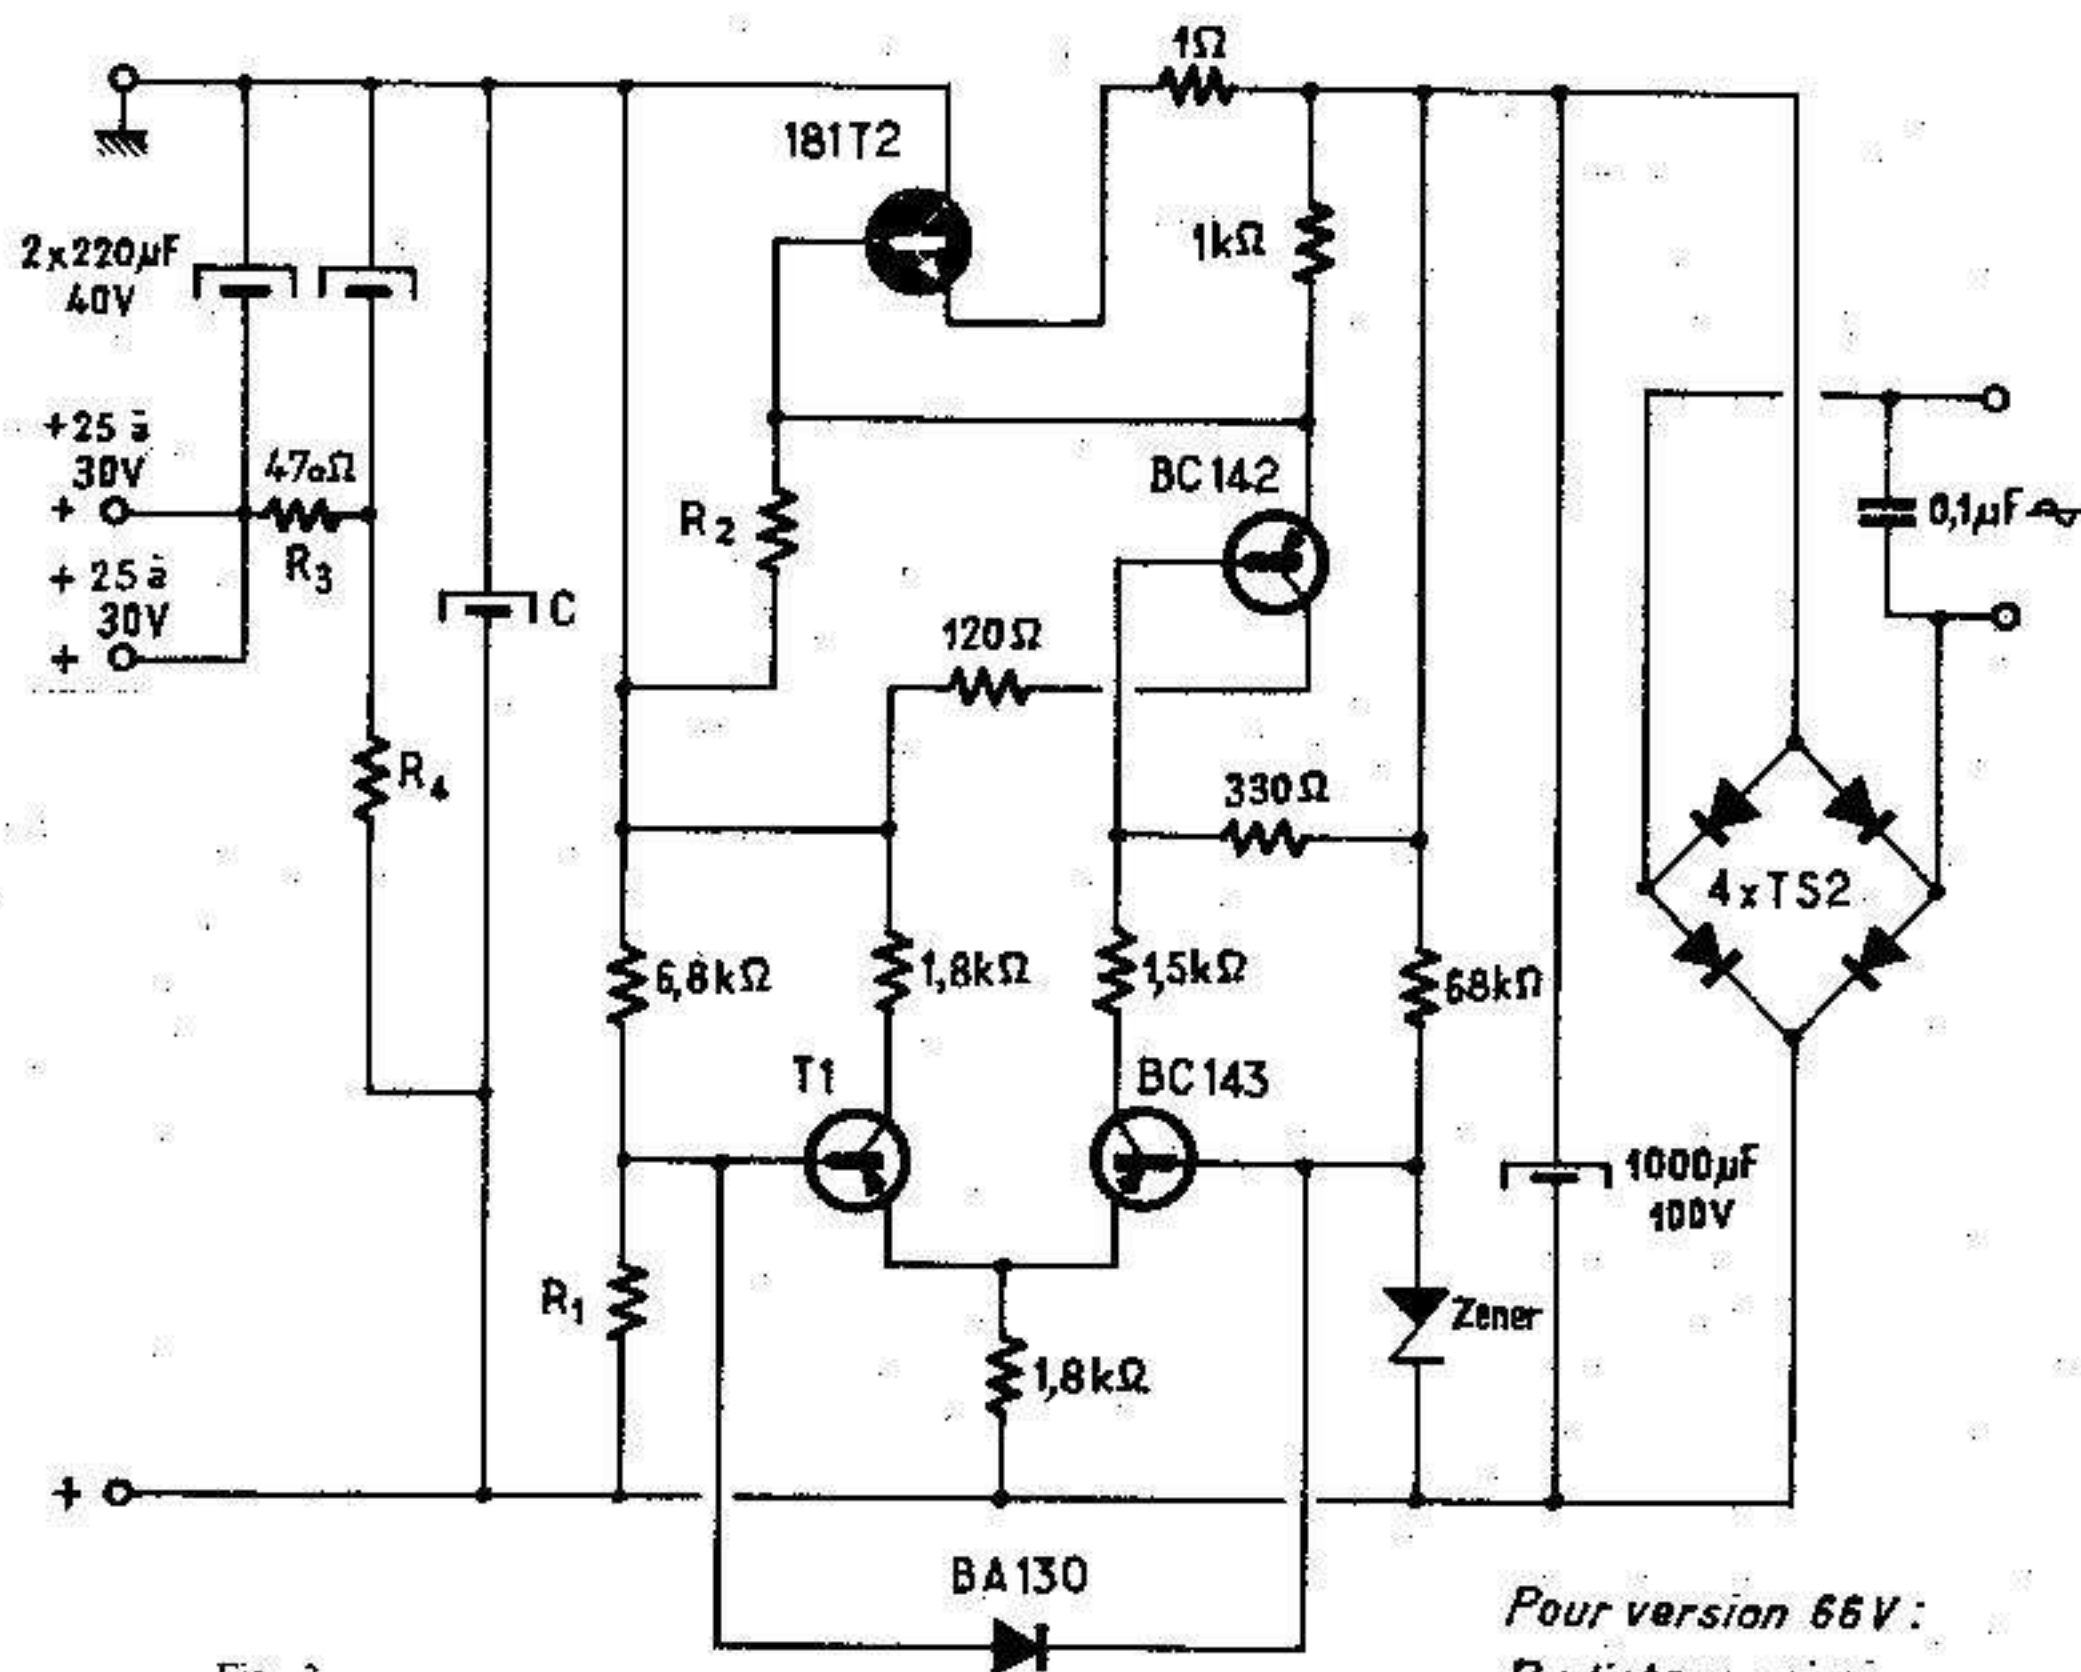 1Ω
181T2
1kΩ
2x220µF
40V
+25 à
30V
+
470Ω
R3
+25 à
30V
+
C
R2
BC142
120Ω
0,1µF
R4
330Ω
4xTS2
6,8kΩ
1,8kΩ
1,5kΩ
68kΩ
T1
BC143
1000µF
100V
R1
Zener
1,8kΩ
+
BA130
Pour version 66V :